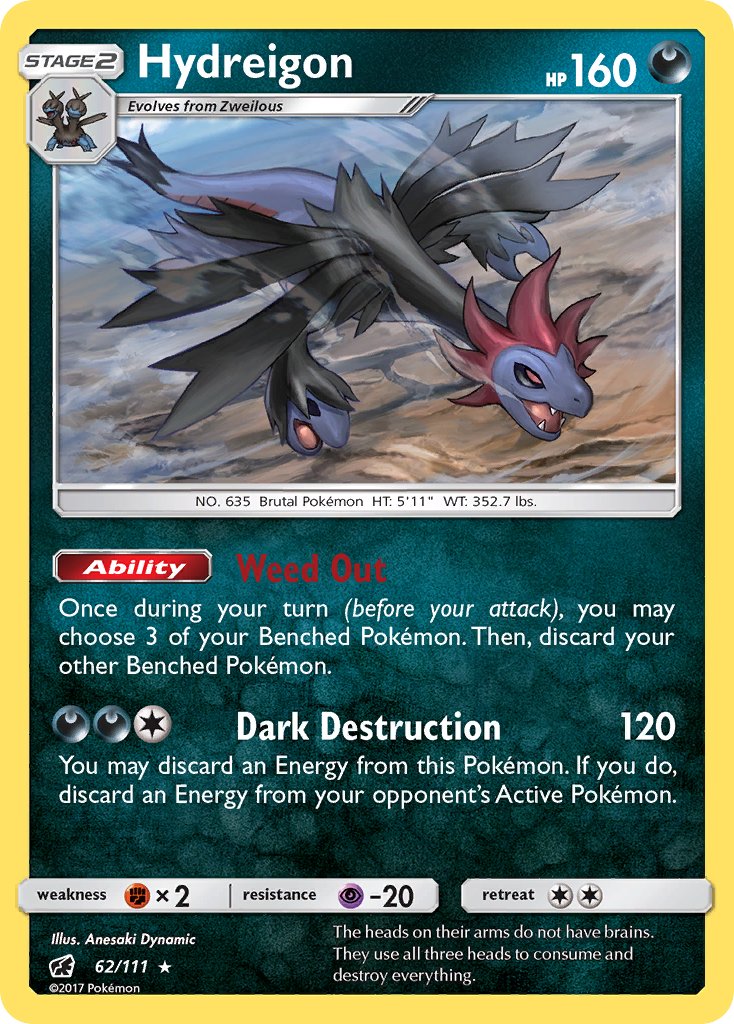 STAGE2
Hydreigon
HP 160
Evolves from Zweilous
NO. 635 Brutal Pokémon HT: 5'11" WT: 352.7 lbs.
Ability Weed Out
Once during your turn (before your attack), you may
choose 3 of your Benched Pokémon. Then, discard your
other Benched Pokémon.
Dark Destruction 120
You may discard an Energy from this Pokémon. If you do,
discard an Energy from your opponent's Active Pokémon.
weakness × 2 resistance -20 retreat
Illus. Anesaki Dynamic
62/111 ★
©2017 Pokémon
The heads on their arms do not have brains.
They use all three heads to consume and
destroy everything.